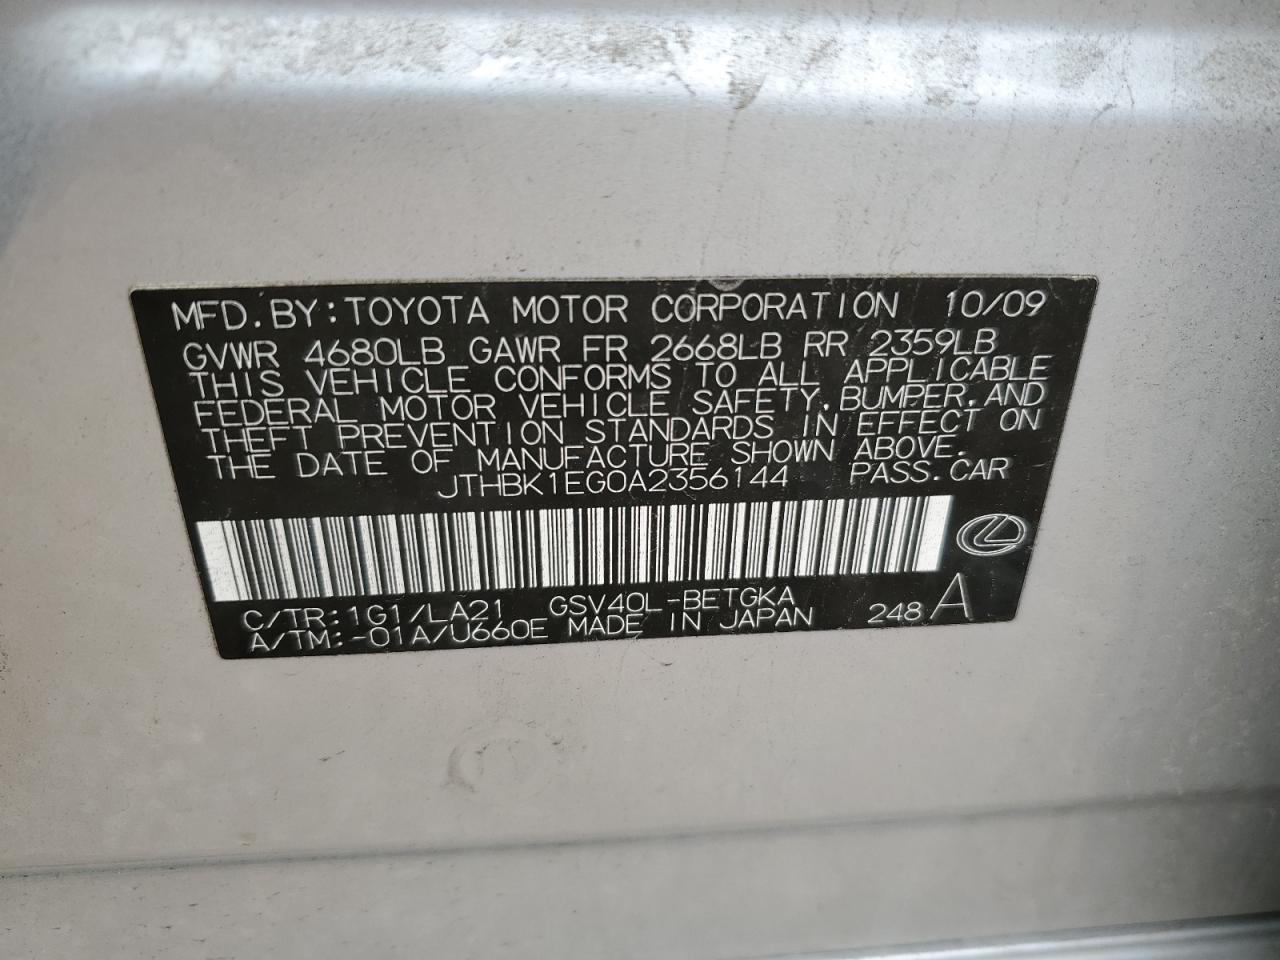 MFD. BY: TOYOTA MOTOR CORPORATION 10/09
GVWR 4680LB GAWR FR 2668LB RR 2359LB
THIS VEHICLE CONFORMS TO ALL APPLICABLE
FEDERAL MOTOR VEHICLE SAFETY, BUMPER, AND
THEFT PREVENTION STANDARDS IN EFFECT ON
THE DATE OF MANUFACTURE SHOWN ABOVE.
JTHBK1EG0A2356144 PASS. CAR
C/TR: 1G1/LA21 GSV40L-BETGKA
A/TM: -01A/U660E MADE IN JAPAN 248 A